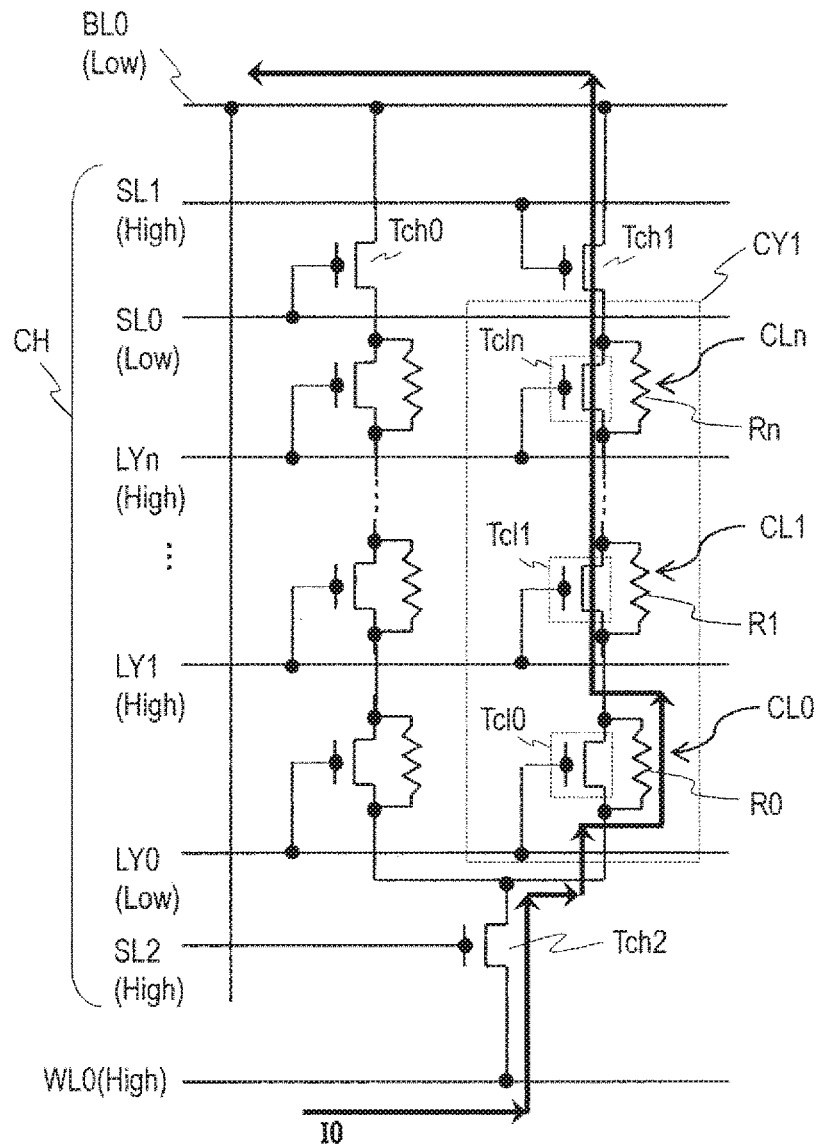 BL0
(Low)
SL1
(High)
Tch0
Tch1
CY1
SL0
(Low)
CH
Tcln
CLn
Rn
LYn
(High)
...
Tcl1
CL1
R1
LY1
(High)
Tcl0
CL0
R0
LY0
(Low)
SL2
(High)
Tch2
WL0(High)
I0